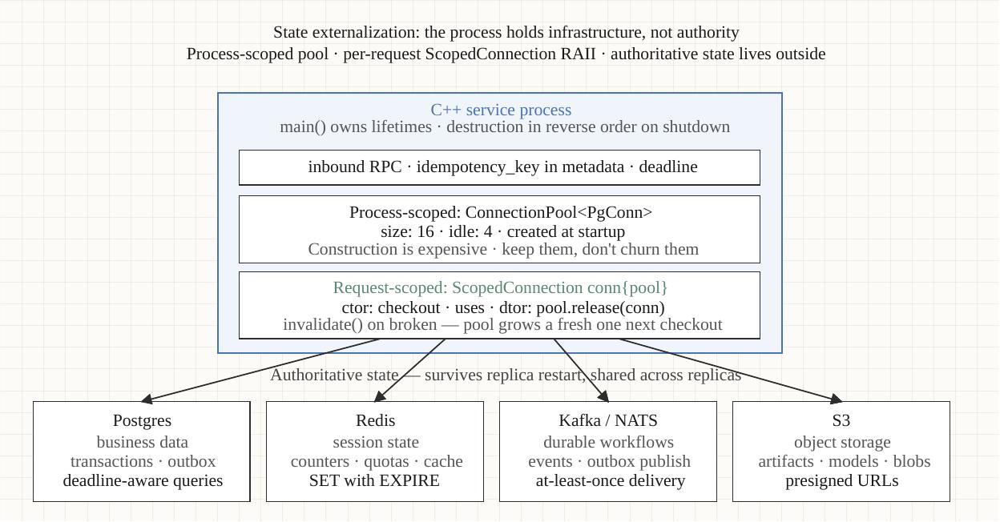 State externalization: the process holds infrastructure, not authority
Process-scoped pool · per-request ScopedConnection RAII · authoritative state lives outside
C++ service process
main() owns lifetimes · destruction in reverse order on shutdown
inbound RPC · idempotency_key in metadata · deadline
Process-scoped: ConnectionPool<PgConn>
size: 16 · idle: 4 · created at startup
Construction is expensive · keep them, don't churn them
Request-scoped: ScopedConnection conn{pool}
ctor: checkout · uses · dtor: pool.release(conn)
invalidate() on broken — pool grows a fresh one next checkout
Authoritative state — survives replica restart, shared across replicas
Postgres
business data
transactions · outbox
deadline-aware queries
Redis
session state
counters · quotas · cache
SET with EXPIRE
Kafka / NATS
durable workflows
events · outbox publish
at-least-once delivery
S3
object storage
artifacts · models · blobs
presigned URLs